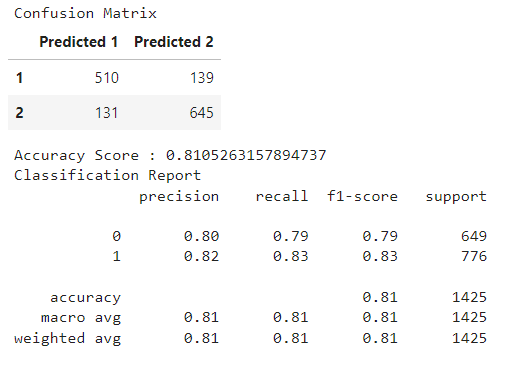 Confusion Matrix
Predicted 1 Predicted 2
1 510 139
2 131 645
Accuracy Score : 0.8105263157894737
Classification Report
precision recall f1-score support
0 0.80 0.79 0.79 649
1 0.82 0.83 0.83 776
accuracy 0.81 1425
macro avg 0.81 0.81 0.81 1425
weighted avg 0.81 0.81 0.81 1425